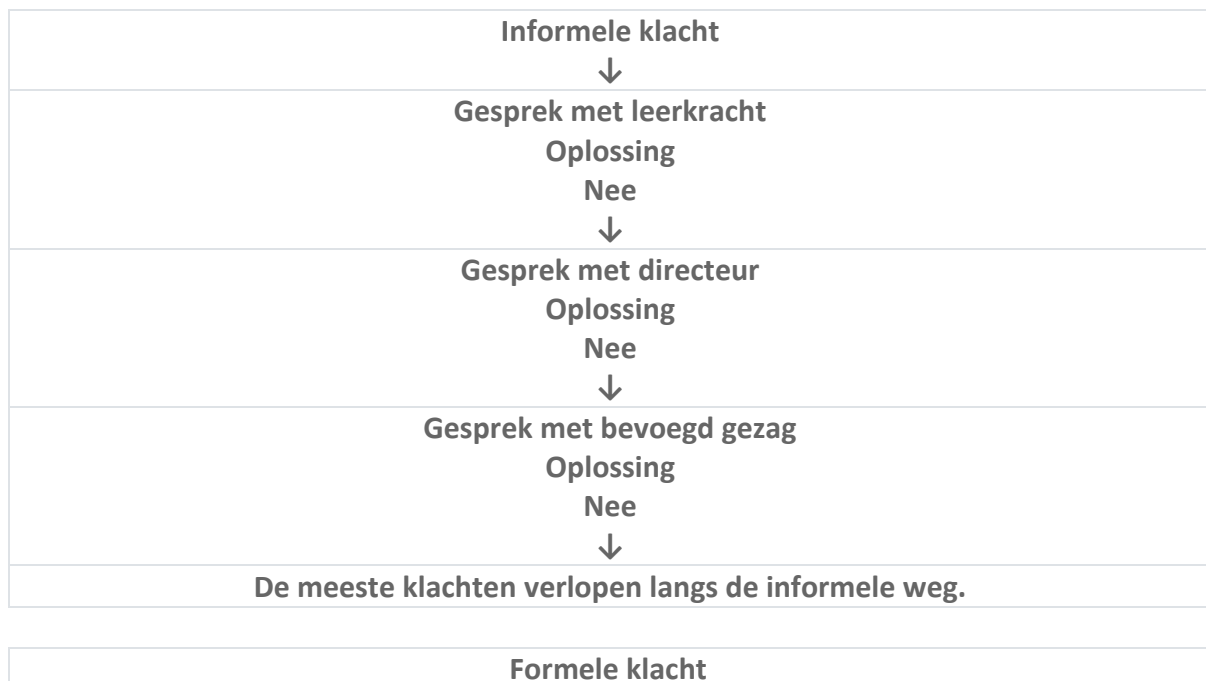 Informele klacht
↓
Gesprek met leerkracht
Oplossing
Nee
↓
Gesprek met directeur
Oplossing
Nee
↓
Gesprek met bevoegd gezag
Oplossing
Nee
↓
De meeste klachten verlopen langs de informele weg.
Formele klacht